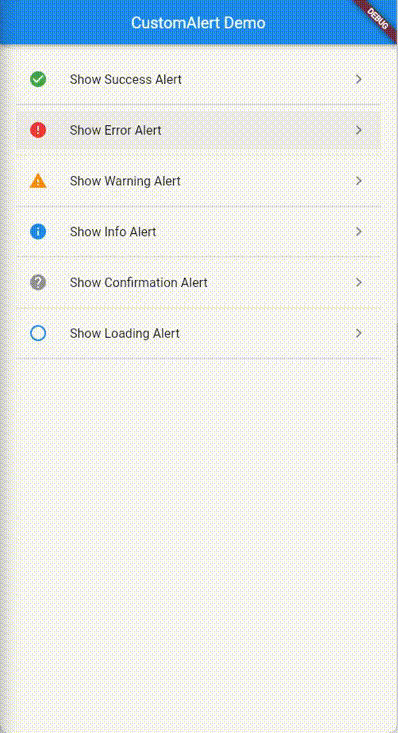 CustomAlert Demo
DEBUG
Show Success Alert
Show Error Alert
Show Warning Alert
Show Info Alert
Show Confirmation Alert
Show Loading Alert